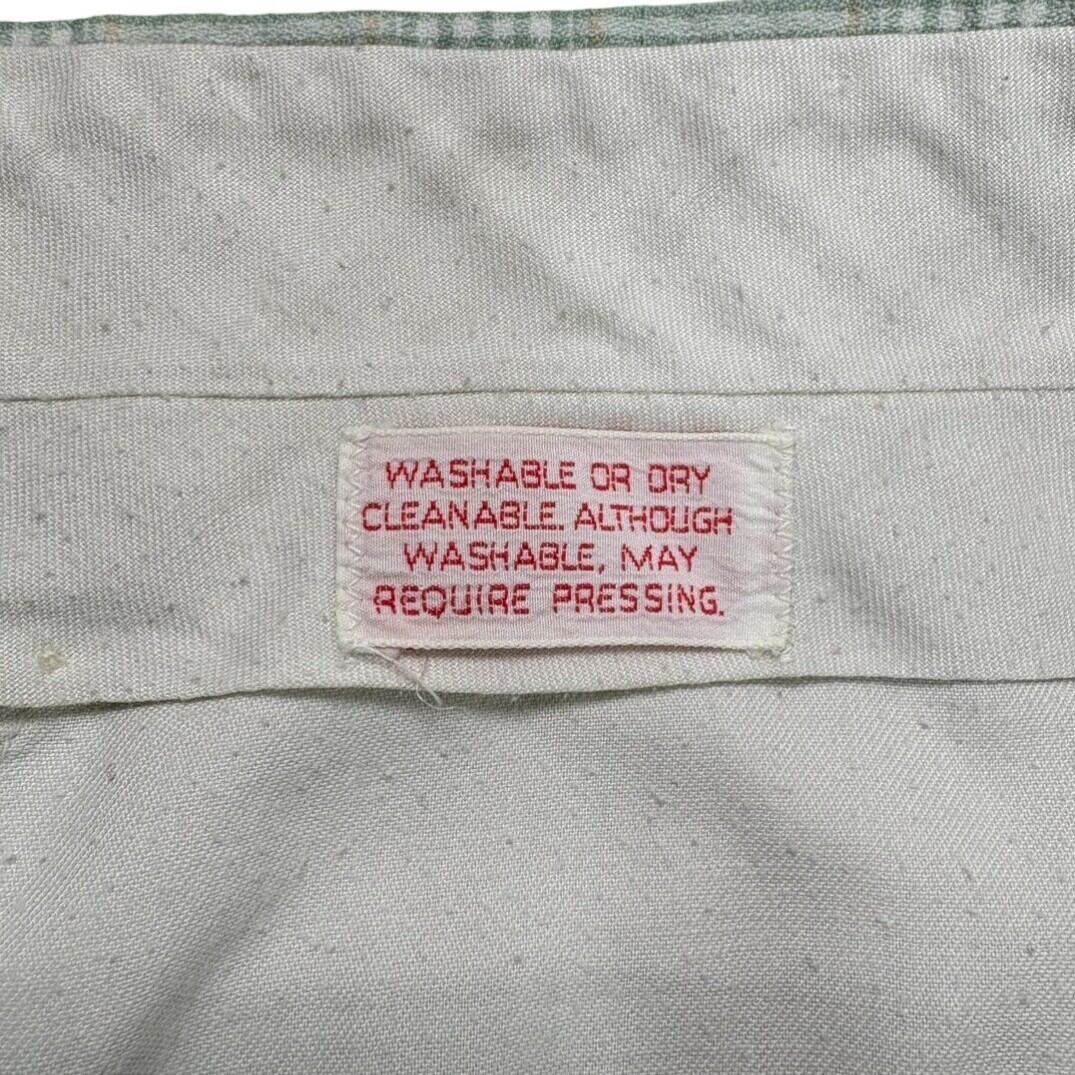 WASHABLE OR DRY
CLEANABLE. ALTHOUGH
WASHABLE, MAY
REQUIRE PRESSING.